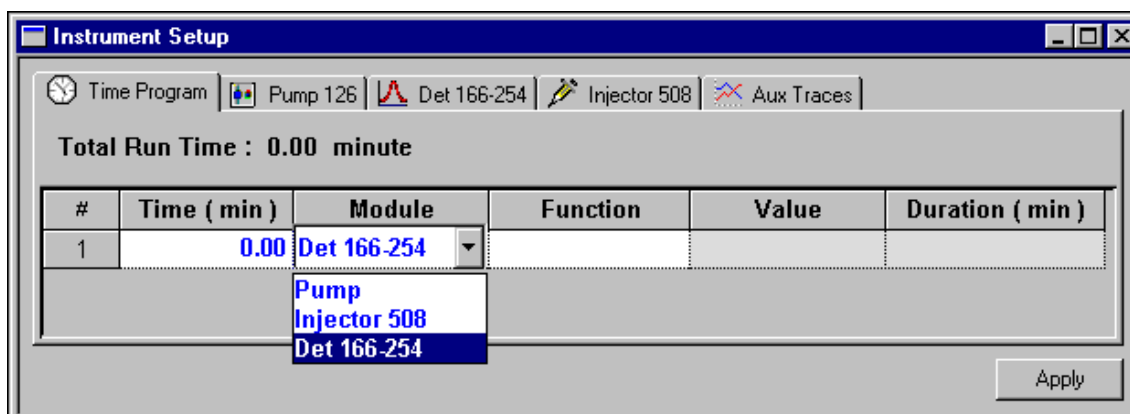 Instrument Setup
Time Program Pump 126 Det 166-254 Injector 508 Aux Traces
Total Run Time : 0.00 minute
# Time ( min ) Module Function Value Duration ( min )
1 0.00 Det 166-254
Pump
Injector 508
Det 166-254
Apply